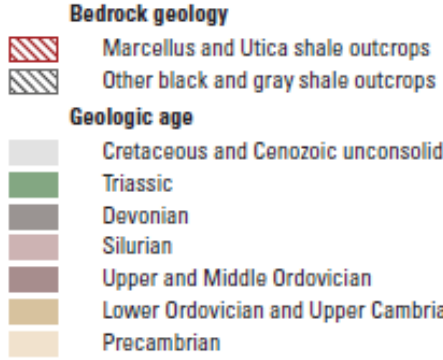 Bedrock geology
Marcellus and Utica shale outcrops
Other black and gray shale outcrops
Geologic age
Cretaceous and Cenozoic unconsolid
Triassic
Devonian
Silurian
Upper and Middle Ordovician
Lower Ordovician and Upper Cambria
Precambrian